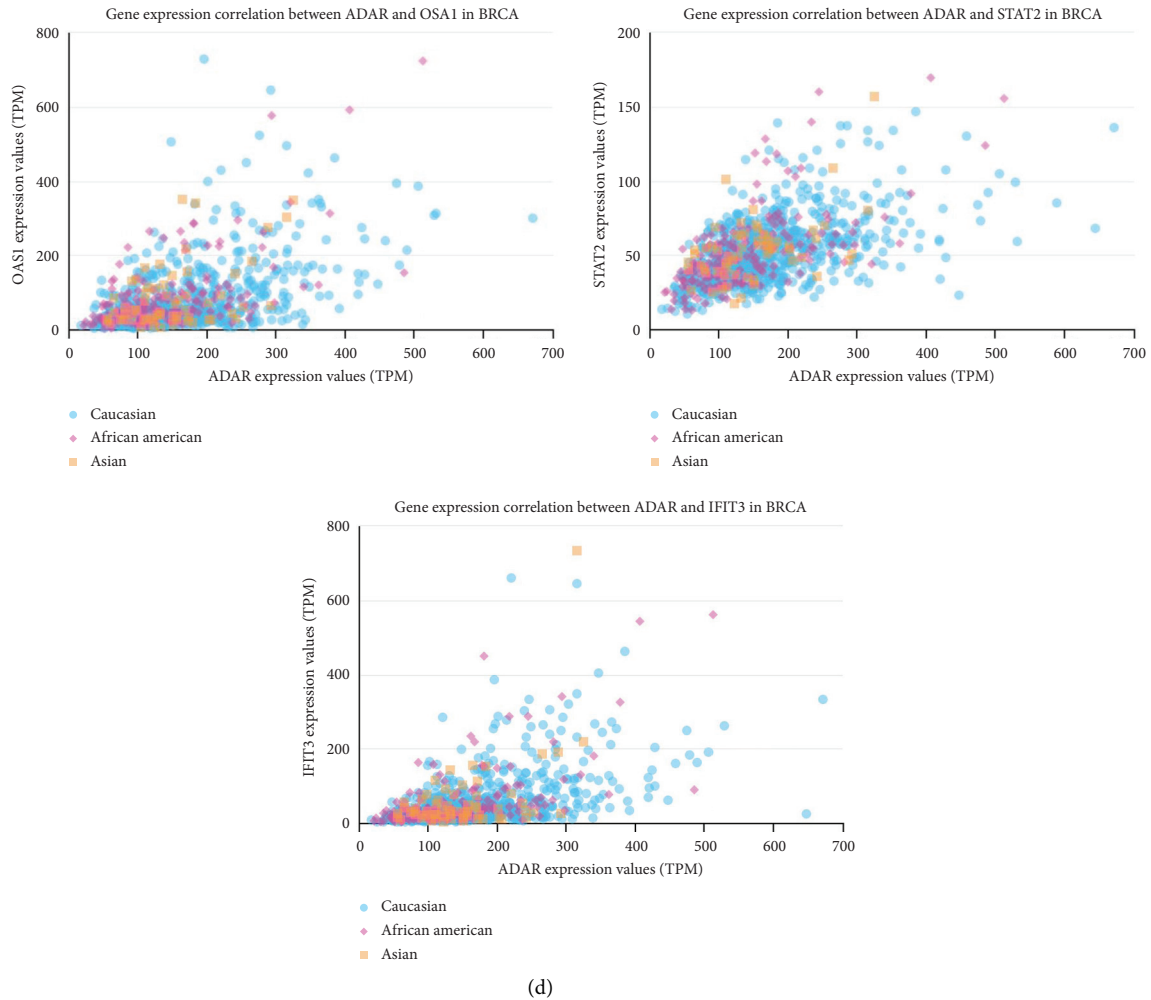 Gene expression correlation between ADAR and OSA1 in BRCA
800
600
400
200
0
OAS1 expression values (TPM)
0 100 200 300 400 500 600 700
ADAR expression values (TPM)
Caucasian
African american
Asian
Gene expression correlation between ADAR and STAT2 in BRCA
200
150
100
50
0
STAT2 expression values (TPM)
0 100 200 300 400 500 600 700
ADAR expression values (TPM)
Caucasian
African american
Asian
Gene expression correlation between ADAR and IFIT3 in BRCA
800
600
400
200
0
IFIT3 expression values (TPM)
0 100 200 300 400 500 600 700
ADAR expression values (TPM)
Caucasian
African american
Asian
(d)